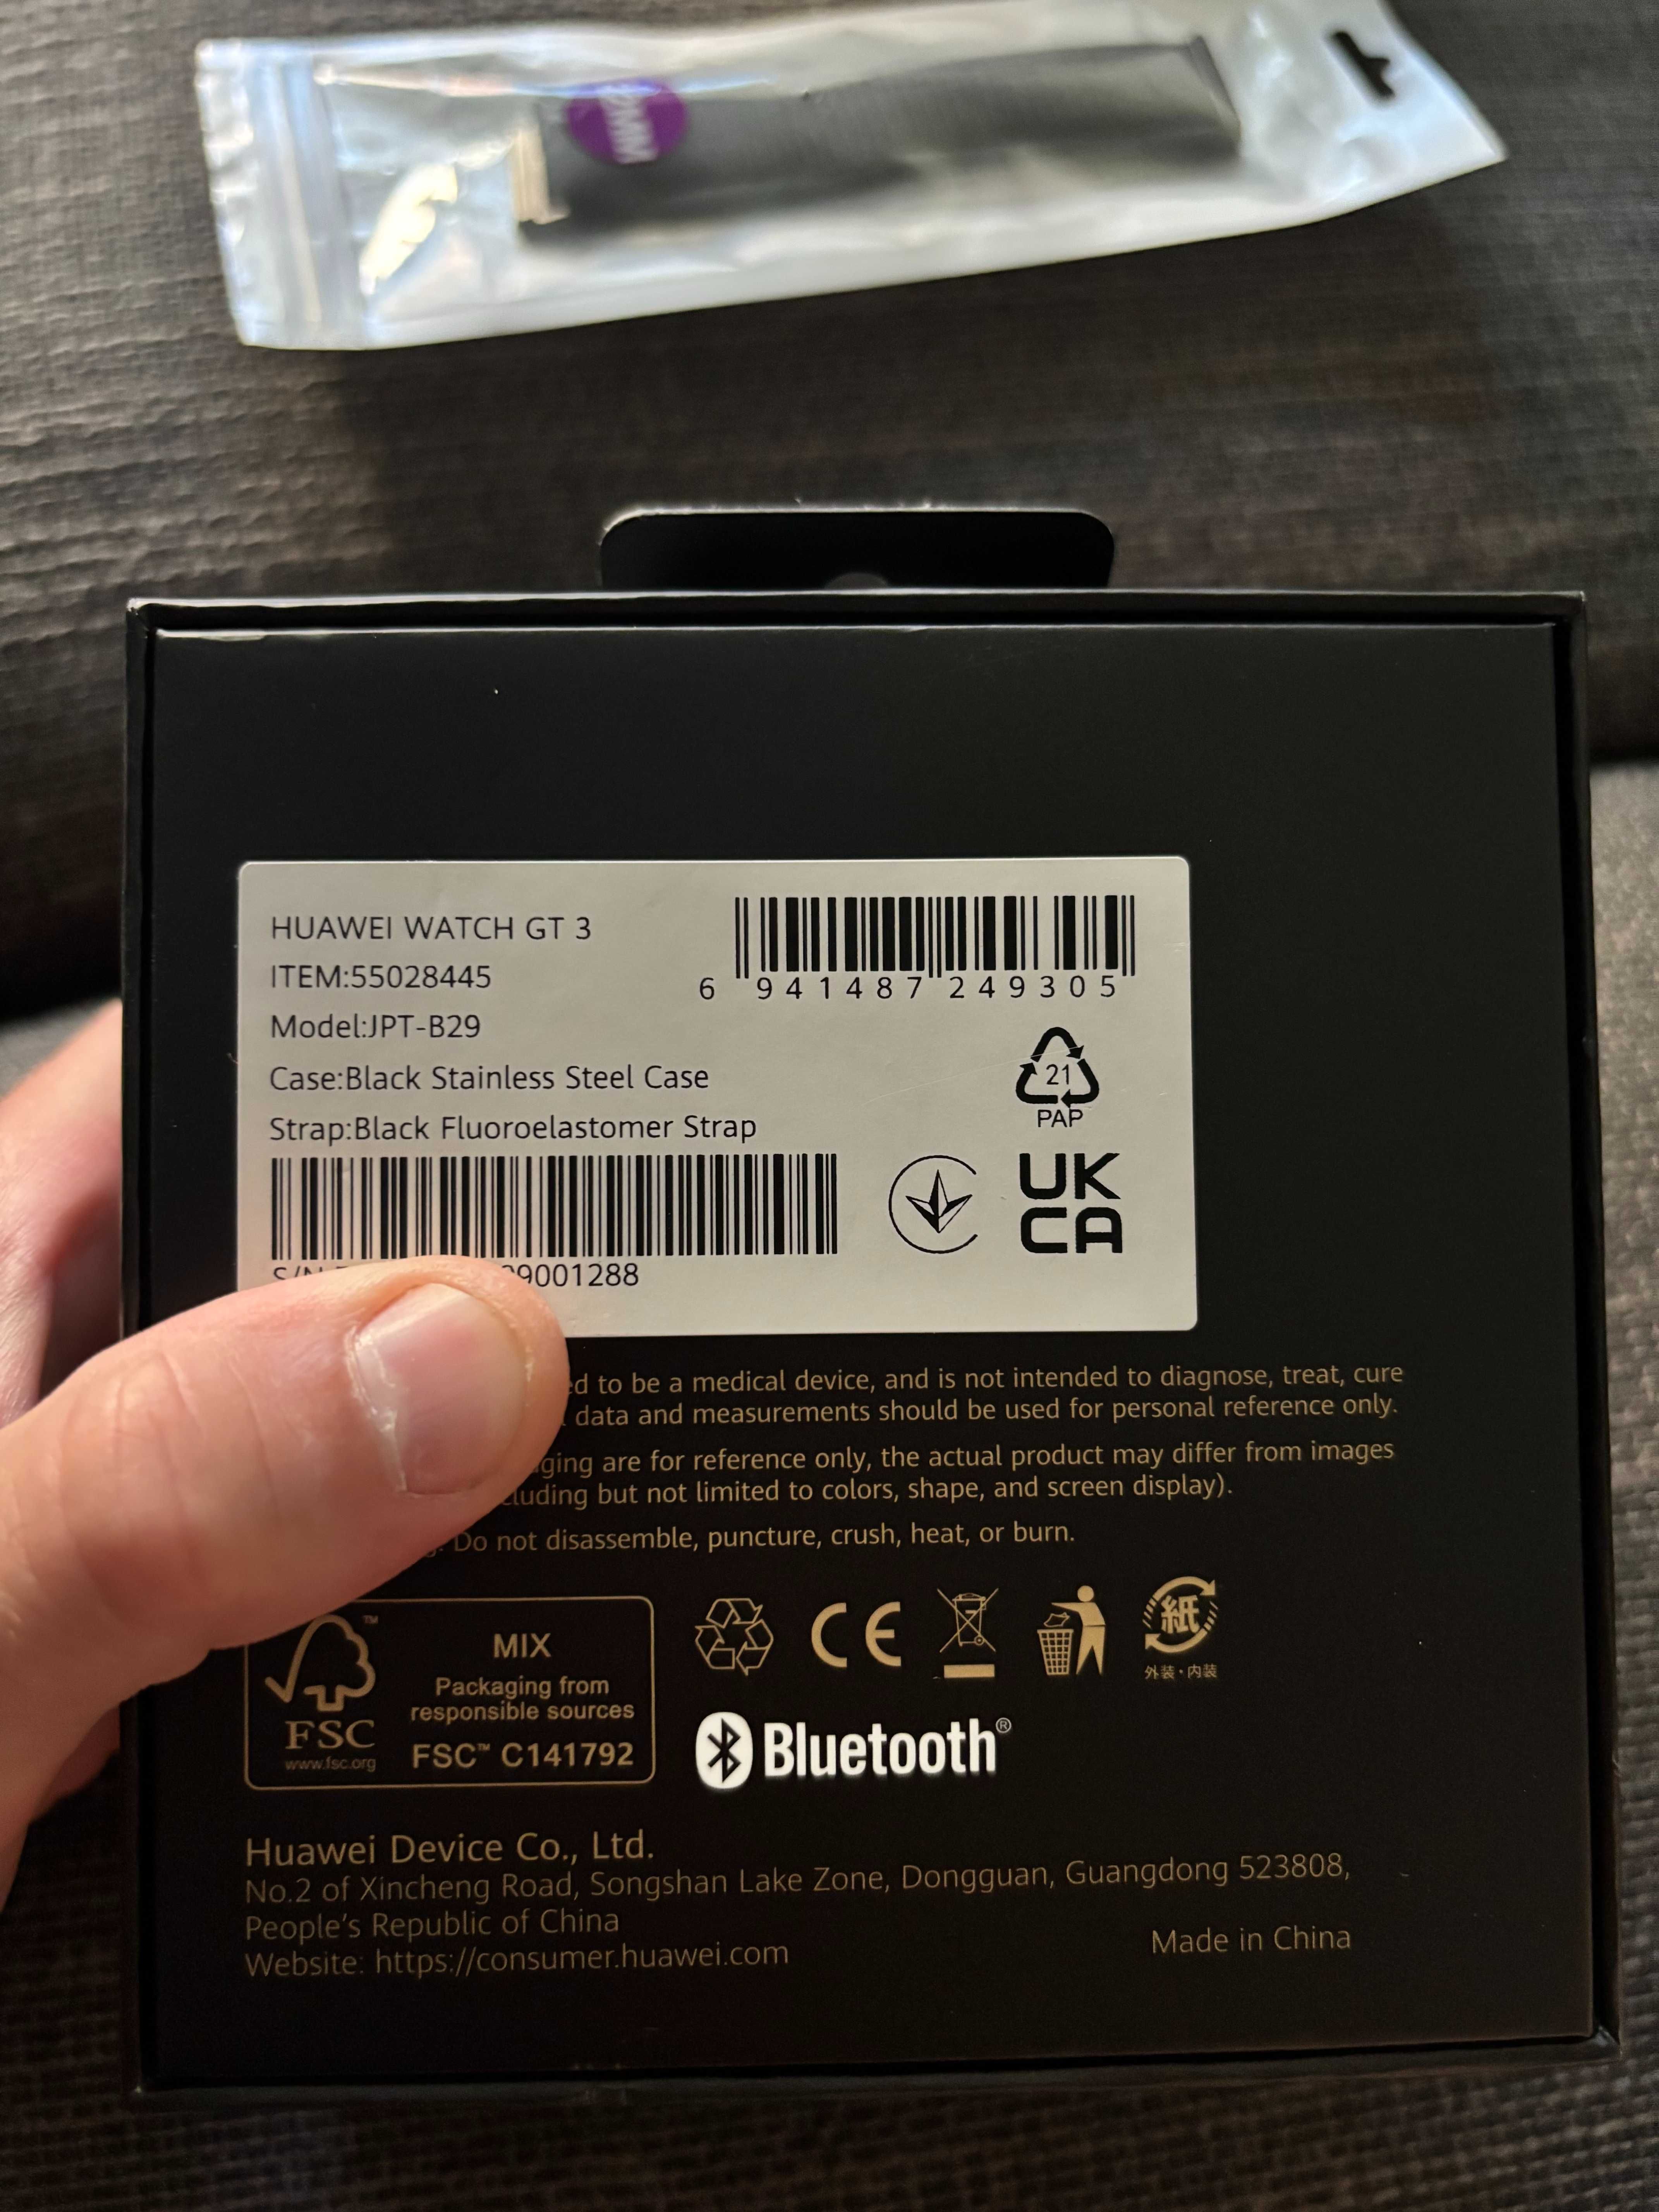 HUAWEI WATCH GT 3
ITEM:55028445
Model:JPT-B29
Case:Black Stainless Steel Case
Strap:Black Fluoroelastomer Strap
6 941487 249305
21
PAP
UK
CA
S/N 9001288
to be a medical device, and is not intended to diagnose, treat, cure
data and measurements should be used for personal reference only.
are for reference only, the actual product may differ from images
but not limited to colors, shape, and screen display).
Do not disassemble, puncture, crush, heat, or burn.
FSC
www.fsc.org
MIX
Packaging from
responsible sources
FSC™ C141792
CE
紙
外装・内装
Bluetooth®
Huawei Device Co., Ltd.
No.2 of Xincheng Road, Songshan Lake Zone, Dongguan, Guangdong 523808,
People's Republic of China
Website: https://consumer.huawei.com
Made in China